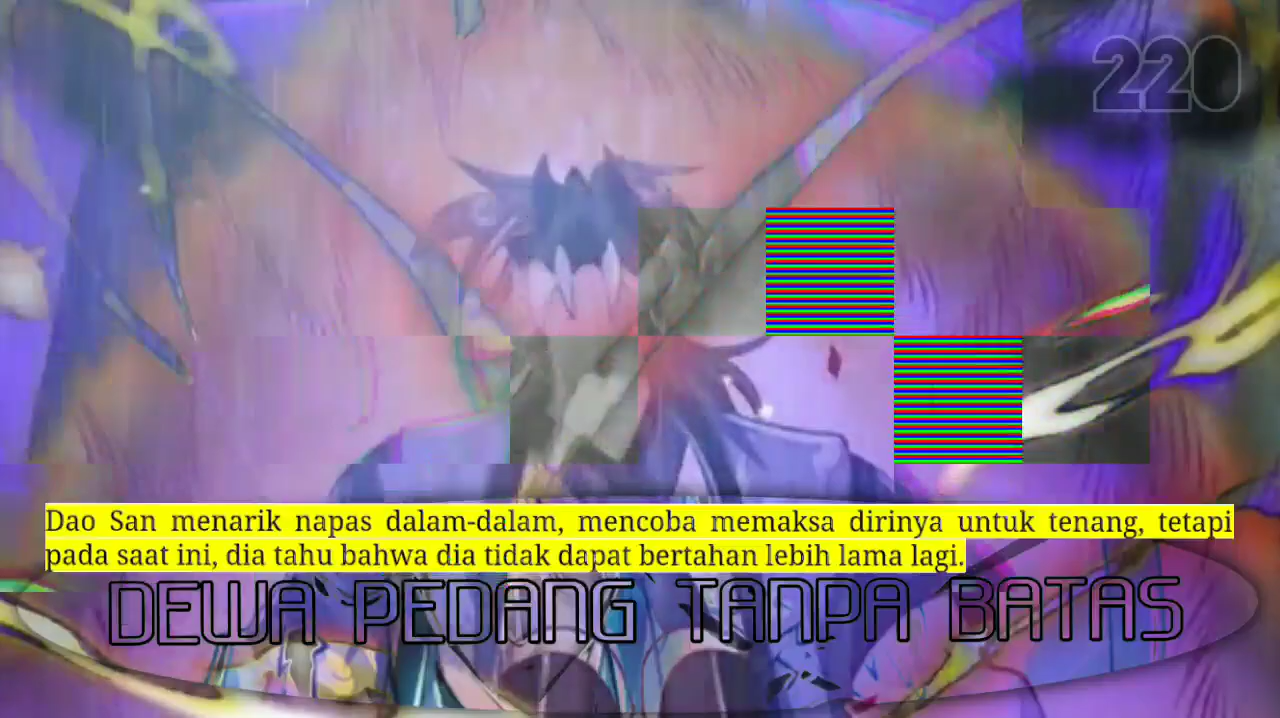 220
Dao San menarik napas dalam-dalam, mencoba memaksa dirinya untuk tenang, tetapi
pada saat ini, dia tahu bahwa dia tidak dapat bertahan lebih lama lagi.
DEWA PEDANG TANPA BATAS